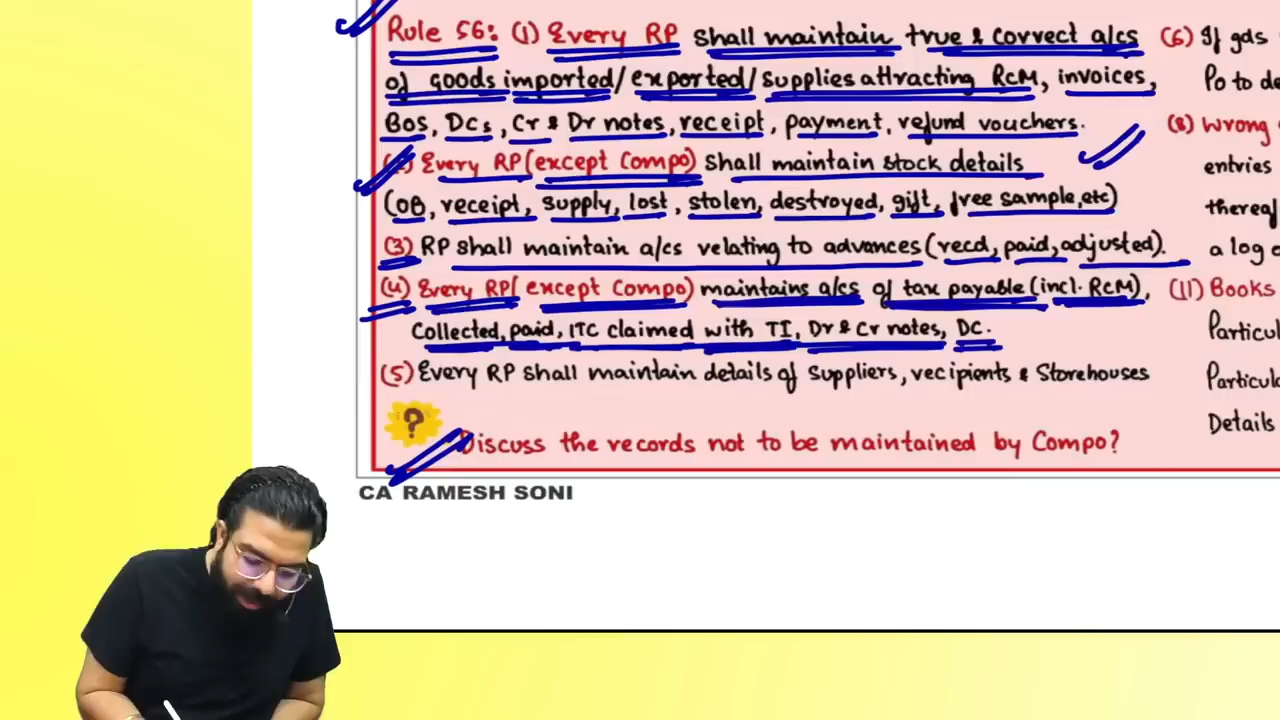 Rule 56: (1) Every RP shall maintain true & correct a/cs
of goods imported/exported/supplies attracting RCM, invoices,
BOS, DCs, Cr & Dr notes, receipt, payment, refund vouchers.
Every RP (except Compo) shall maintain stock details
(OB, receipt, supply, lost, stolen, destroyed, gift, free sample, etc)
(3) RP shall maintain a/cs relating to advances (recd, paid, adjusted).
(4) Every RP (except Compo) maintains a/cs of tax payable (incl. RCM),
Collected, paid, ITC claimed with TI, Dr & Cr notes, DC.
(5) Every RP shall maintain details of Suppliers, recipients & Storehouses
?
Discuss the records not to be maintained by Compo?
CA RAMESH SONI
(6) If gds
Po to de
(8) Wrong
entries
thereof
a log o
(11) Books
Particul
Particula
Details